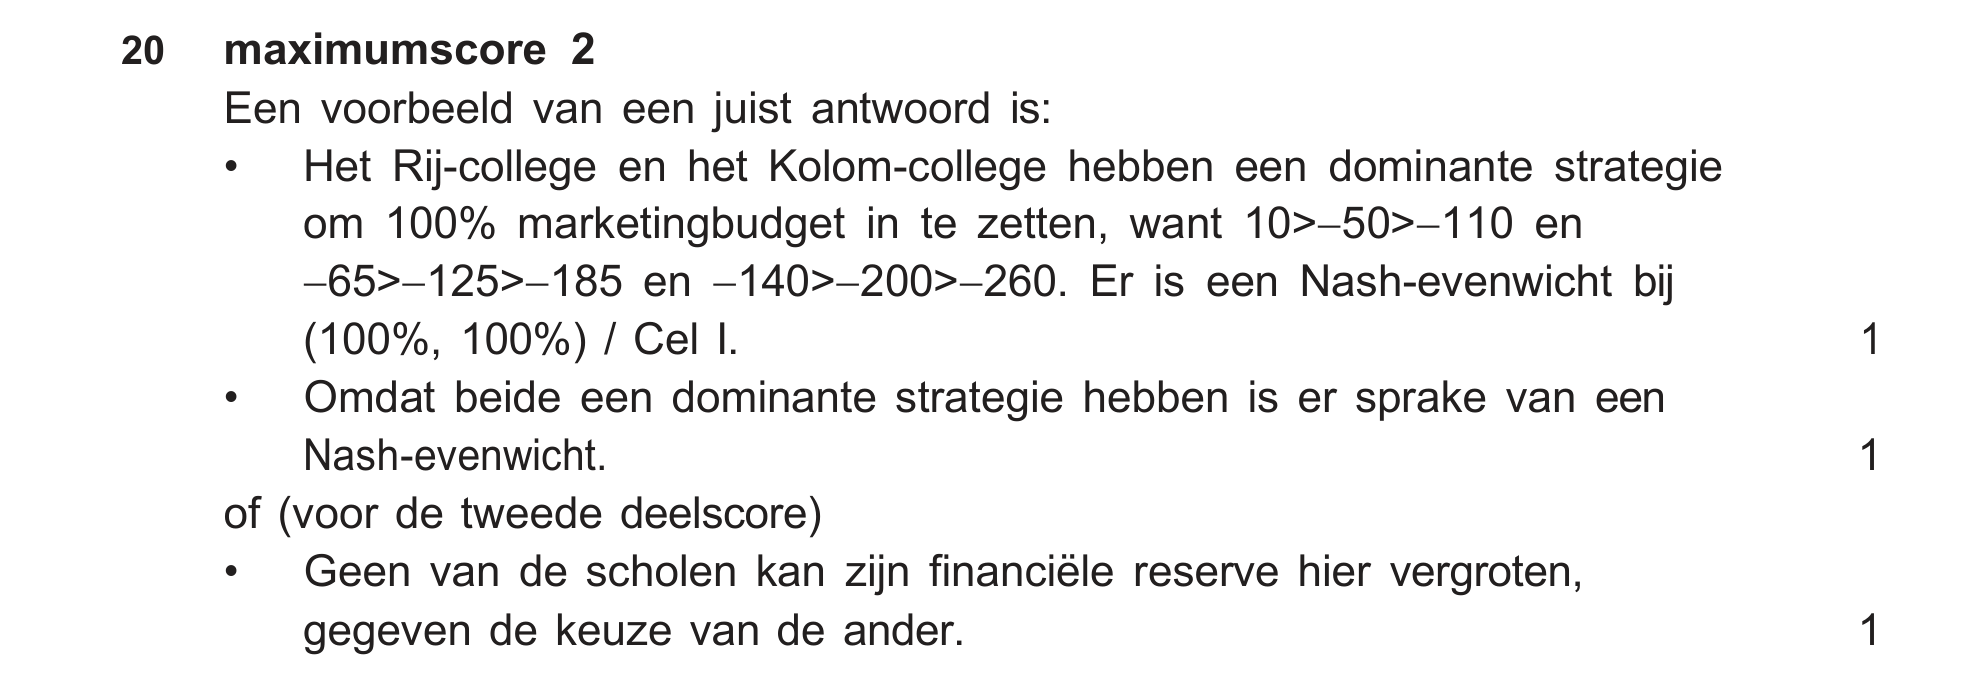 20 maximumscore 2
Een voorbeeld van een juist antwoord is:
• Het Rij-college en het Kolom-college hebben een dominante strategie
om 100% marketingbudget in te zetten, want 10>–50>–110 en
–65>–125>–185 en –140>–200>–260. Er is een Nash-evenwicht bij
(100%, 100%) / Cel I. 1
• Omdat beide een dominante strategie hebben is er sprake van een
Nash-evenwicht. 1
of (voor de tweede deelscore)
• Geen van de scholen kan zijn financiële reserve hier vergroten,
gegeven de keuze van de ander. 1